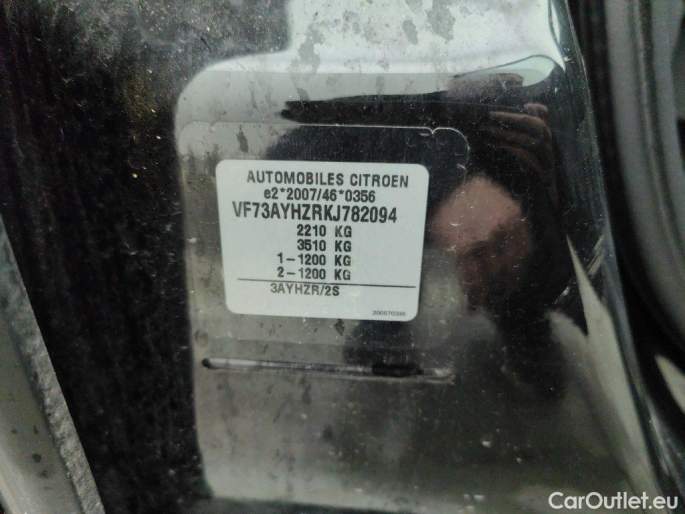 AUTOMOBILES CITROEN
e2*2007/46*0356
VF73AYHZRKJ782094
2210 KG
3510 KG
1-1200 KG
2-1200 KG
3AYHZR/2S
CarOutlet.eu